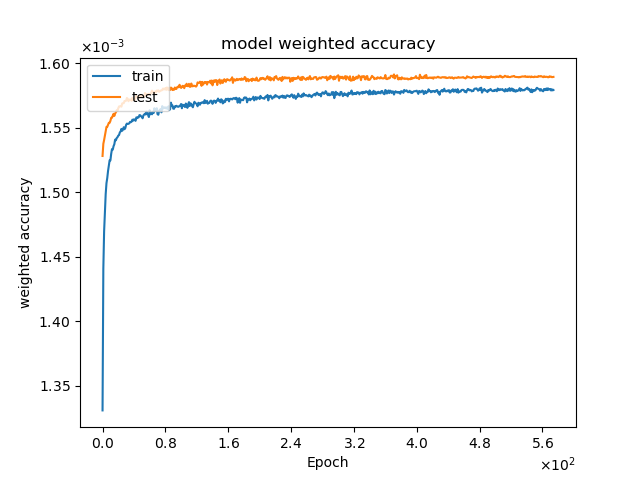 model weighted accuracy
×10⁻³
1.60
1.55
1.50
1.45
1.40
1.35
weighted accuracy
train
test
0.0 0.8 1.6 2.4 3.2 4.0 4.8 5.6
Epoch
×10²